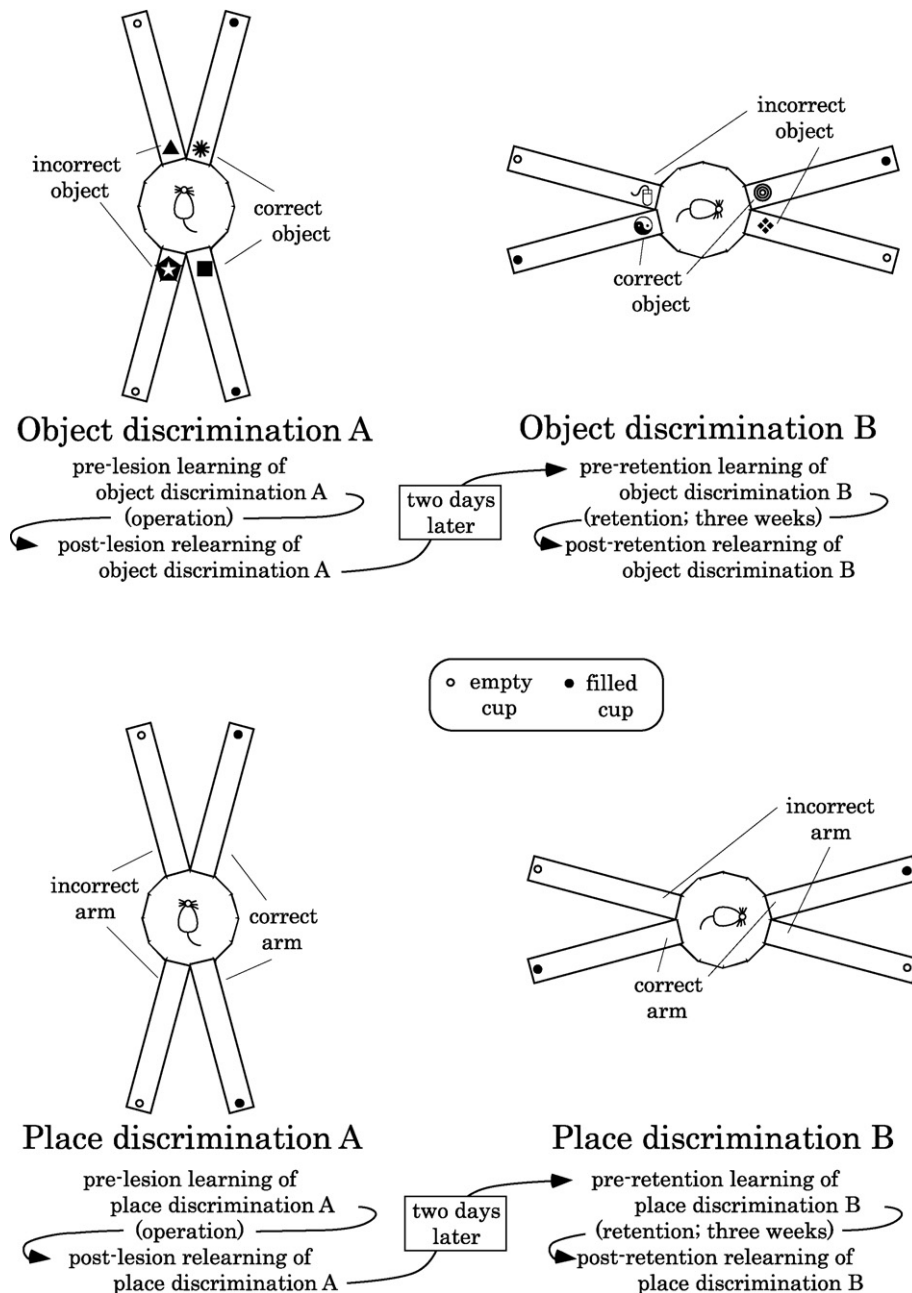 incorrect
object
correct
object
incorrect
object
correct
object
Object discrimination A
pre-lesion learning of
object discrimination A
(operation)
post-lesion relearning of
object discrimination A
two days
later
Object discrimination B
pre-retention learning of
object discrimination B
(retention; three weeks)
post-retention relearning of
object discrimination B
empty
cup
filled
cup
incorrect
arm
correct
arm
incorrect
arm
correct
arm
Place discrimination A
pre-lesion learning of
place discrimination A
(operation)
post-lesion relearning of
place discrimination A
two days
later
Place discrimination B
pre-retention learning of
place discrimination B
(retention; three weeks)
post-retention relearning of
place discrimination B